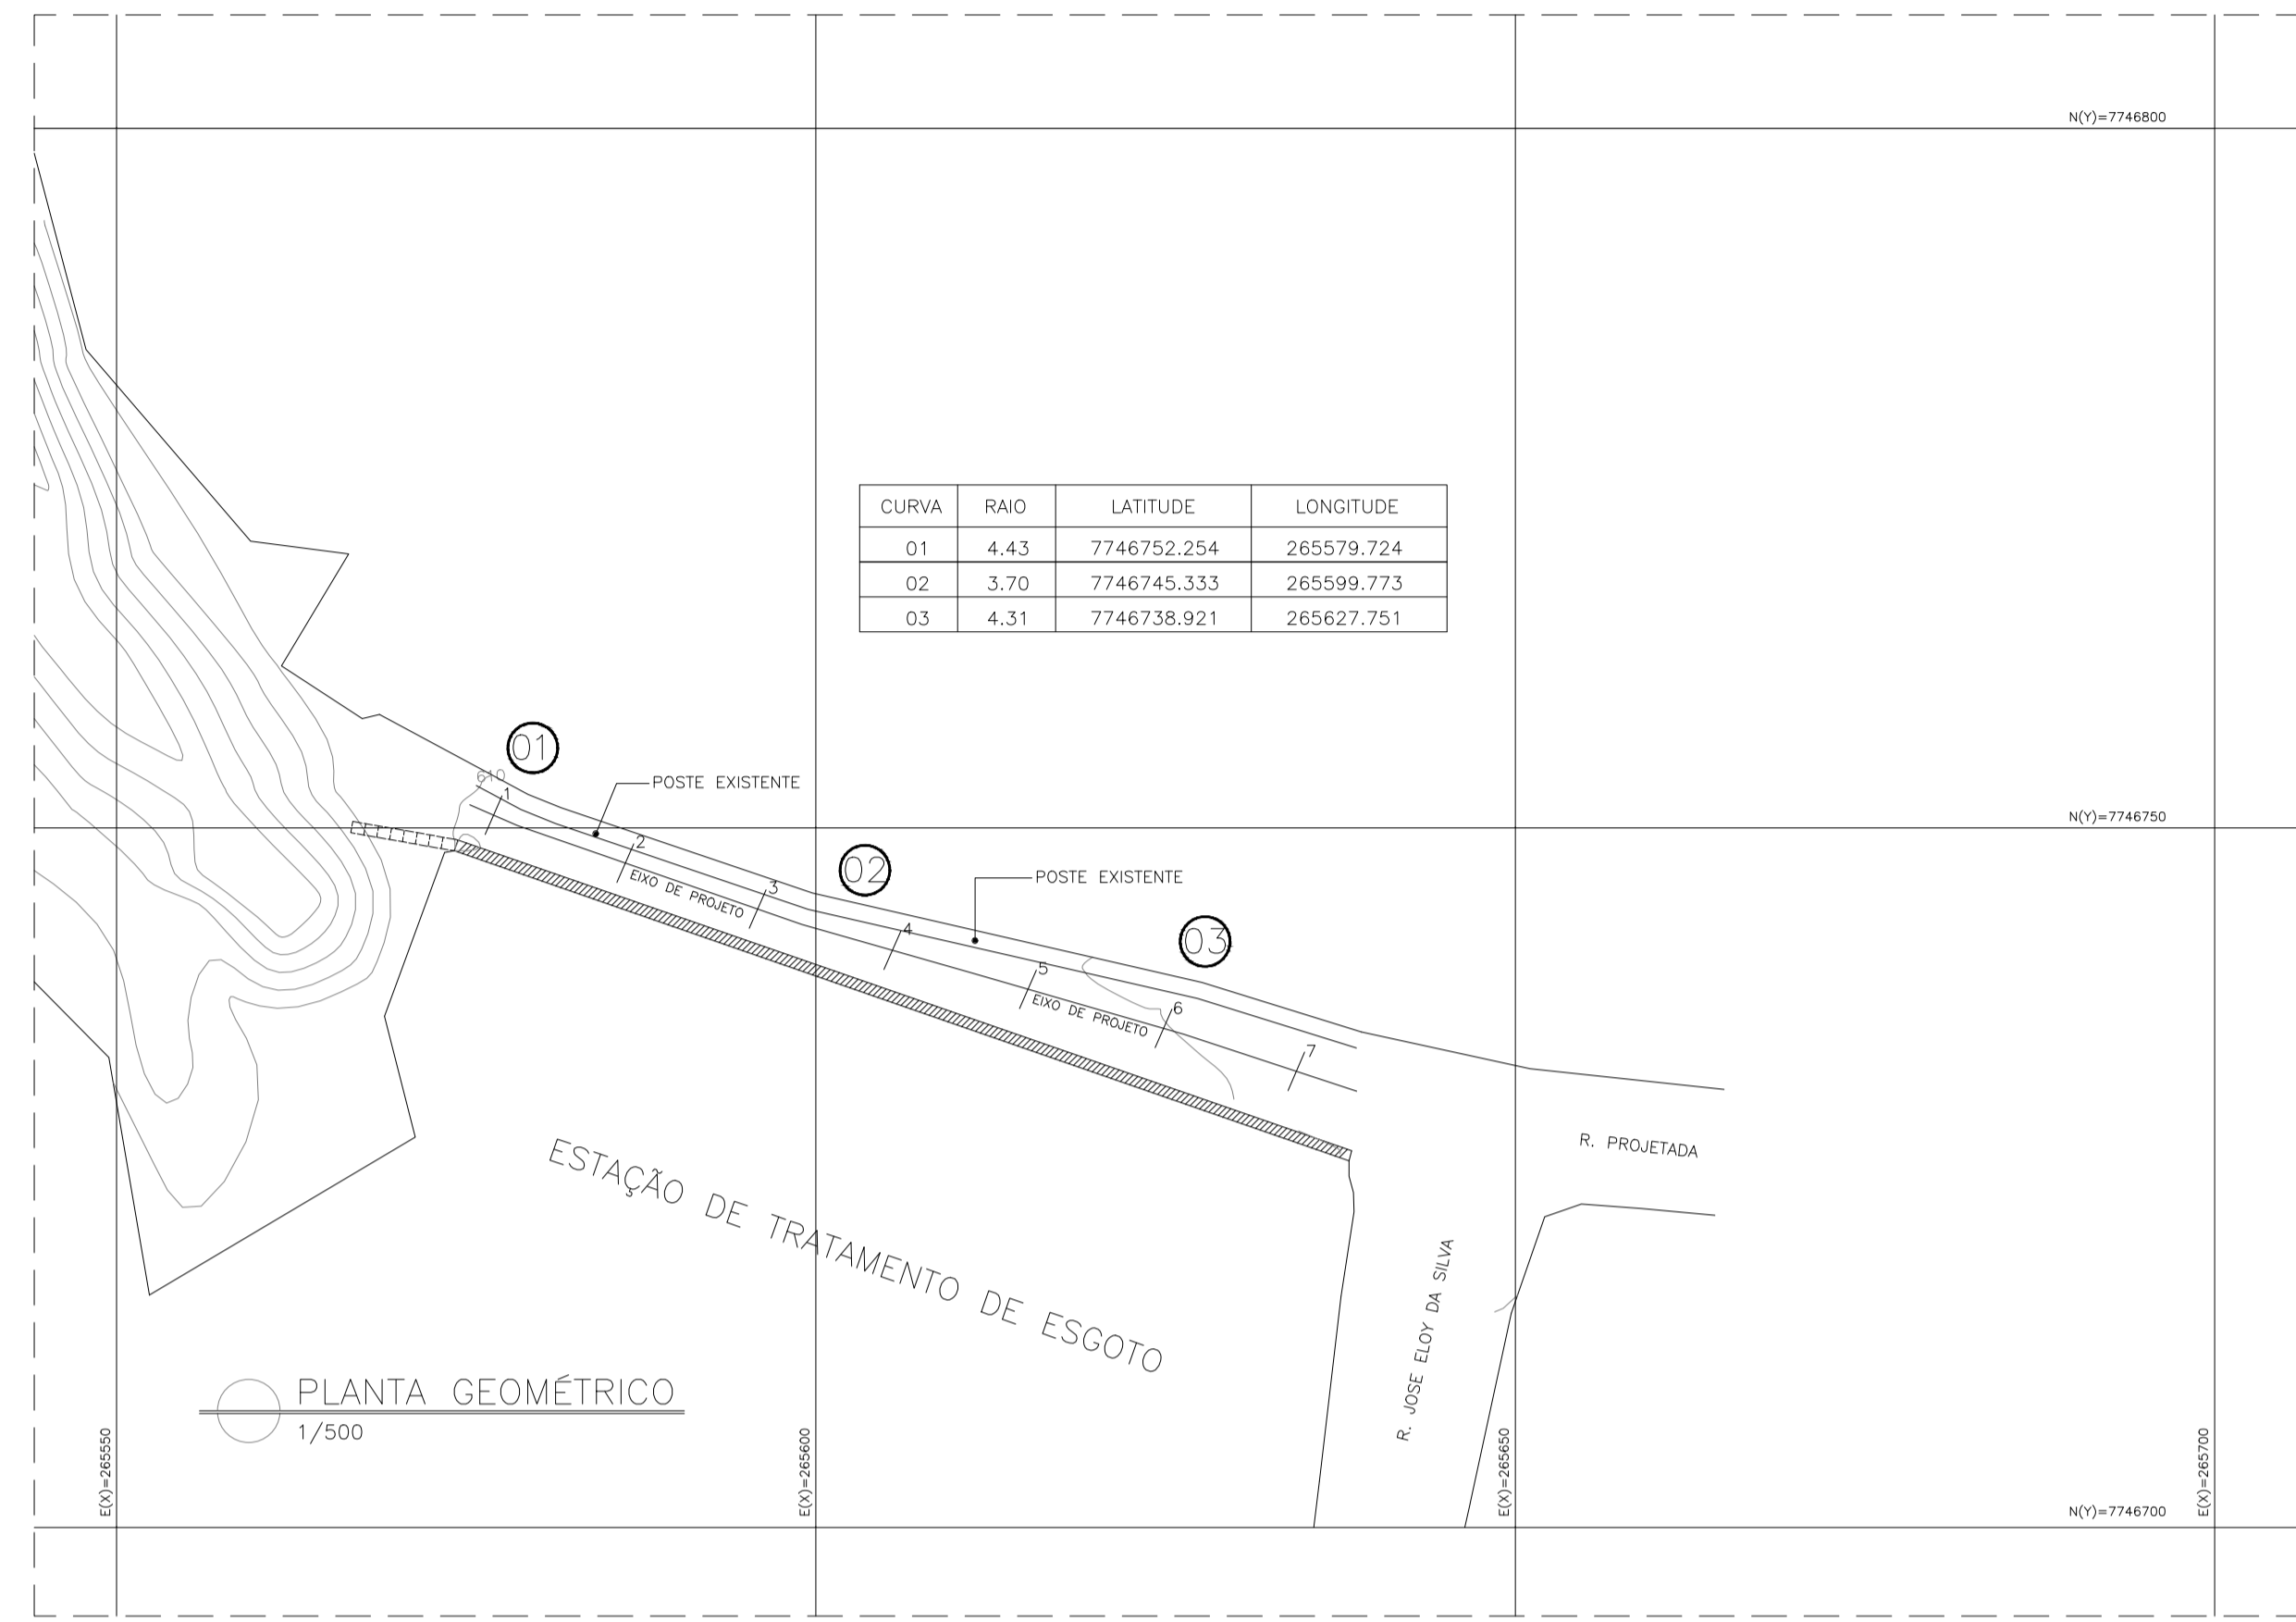 N(Y)=7746800
CURVA RAIO LATITUDE LONGITUDE
01 4.43 7746752.254 265579.724
02 3.70 7746745.333 265599.773
03 4.31 7746738.921 265627.751
01
610
1
POSTE EXISTENTE
N(Y)=7746750
2
02
EIXO DE PROJETO
3
POSTE EXISTENTE
4
03
5
EIXO DE PROJETO
6
7
R. PROJETADA
ESTAÇÃO DE TRATAMENTO DE ESGOTO
R. JOSE ELOY DA SILVA
PLANTA GEOMÉTRICO
1/500
E(X)=265550
E(X)=265600
E(X)=265650
E(X)=265700
N(Y)=7746700